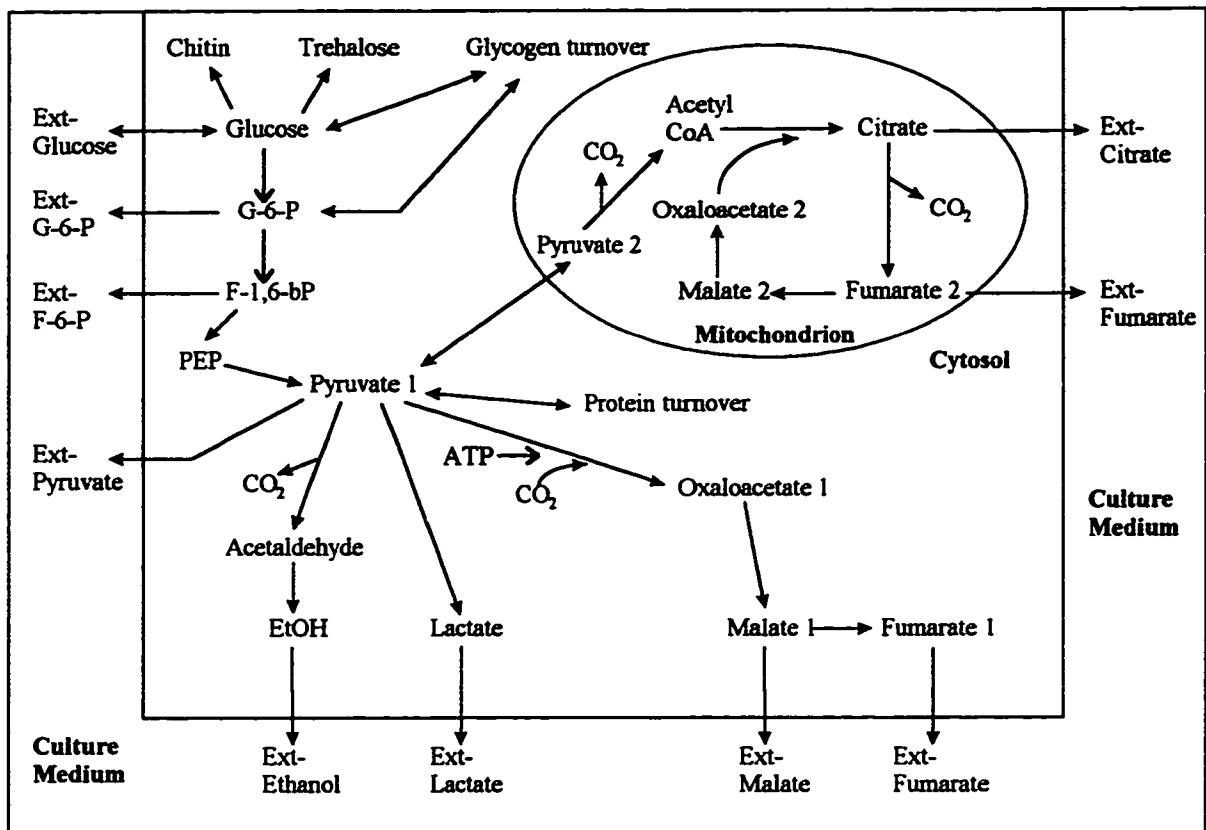 Chitin
Trehalose
Glycogen turnover
Ext-
Glucose
Glucose
Acetyl
CoA
Citrate
Ext-
Citrate
CO₂
Ext-
G-6-P
G-6-P
Oxaloacetate 2
CO₂
Pyruvate 2
Ext-
F-6-P
F-1,6-bP
Malate 2
Fumarate 2
Ext-
Fumarate
Mitochondrion
Cytosol
PEP
Pyruvate 1
Protein turnover
Ext-
Pyruvate
CO₂
ATP
CO₂
Oxaloacetate 1
Culture
Medium
Acetaldehyde
EtOH
Lactate
Malate 1
Fumarate 1
Culture
Medium
Ext-
Ethanol
Ext-
Lactate
Ext-
Malate
Ext-
Fumarate